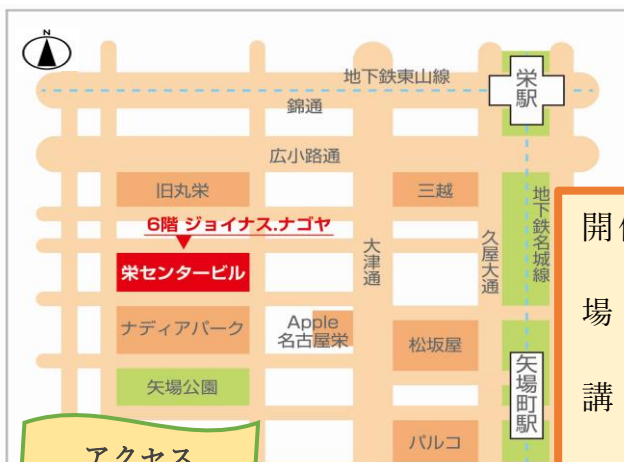 N
地下鉄東山線
栄駅
錦通
広小路通
旧丸栄
三越
地下鉄名城線
6階 ジョイナス.ナゴヤ
大津通
久屋大通
栄センタービル
ナディアパーク
Apple
名古屋栄
松坂屋
矢場公園
矢場町駅
パルコ
アクセス
開
場
講